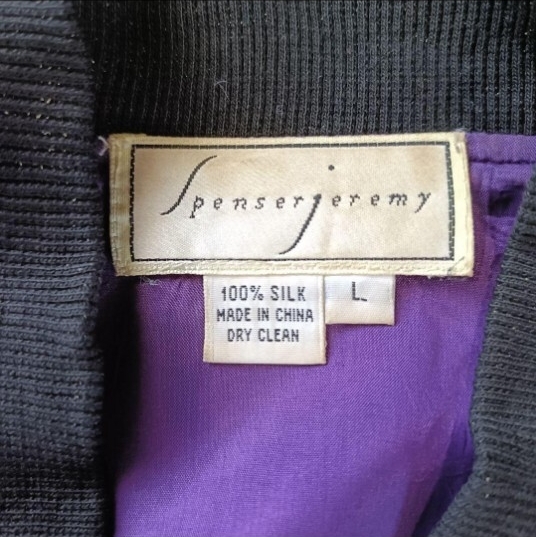 Spenserjeremy
100% SILK
MADE IN CHINA
DRY CLEAN
L